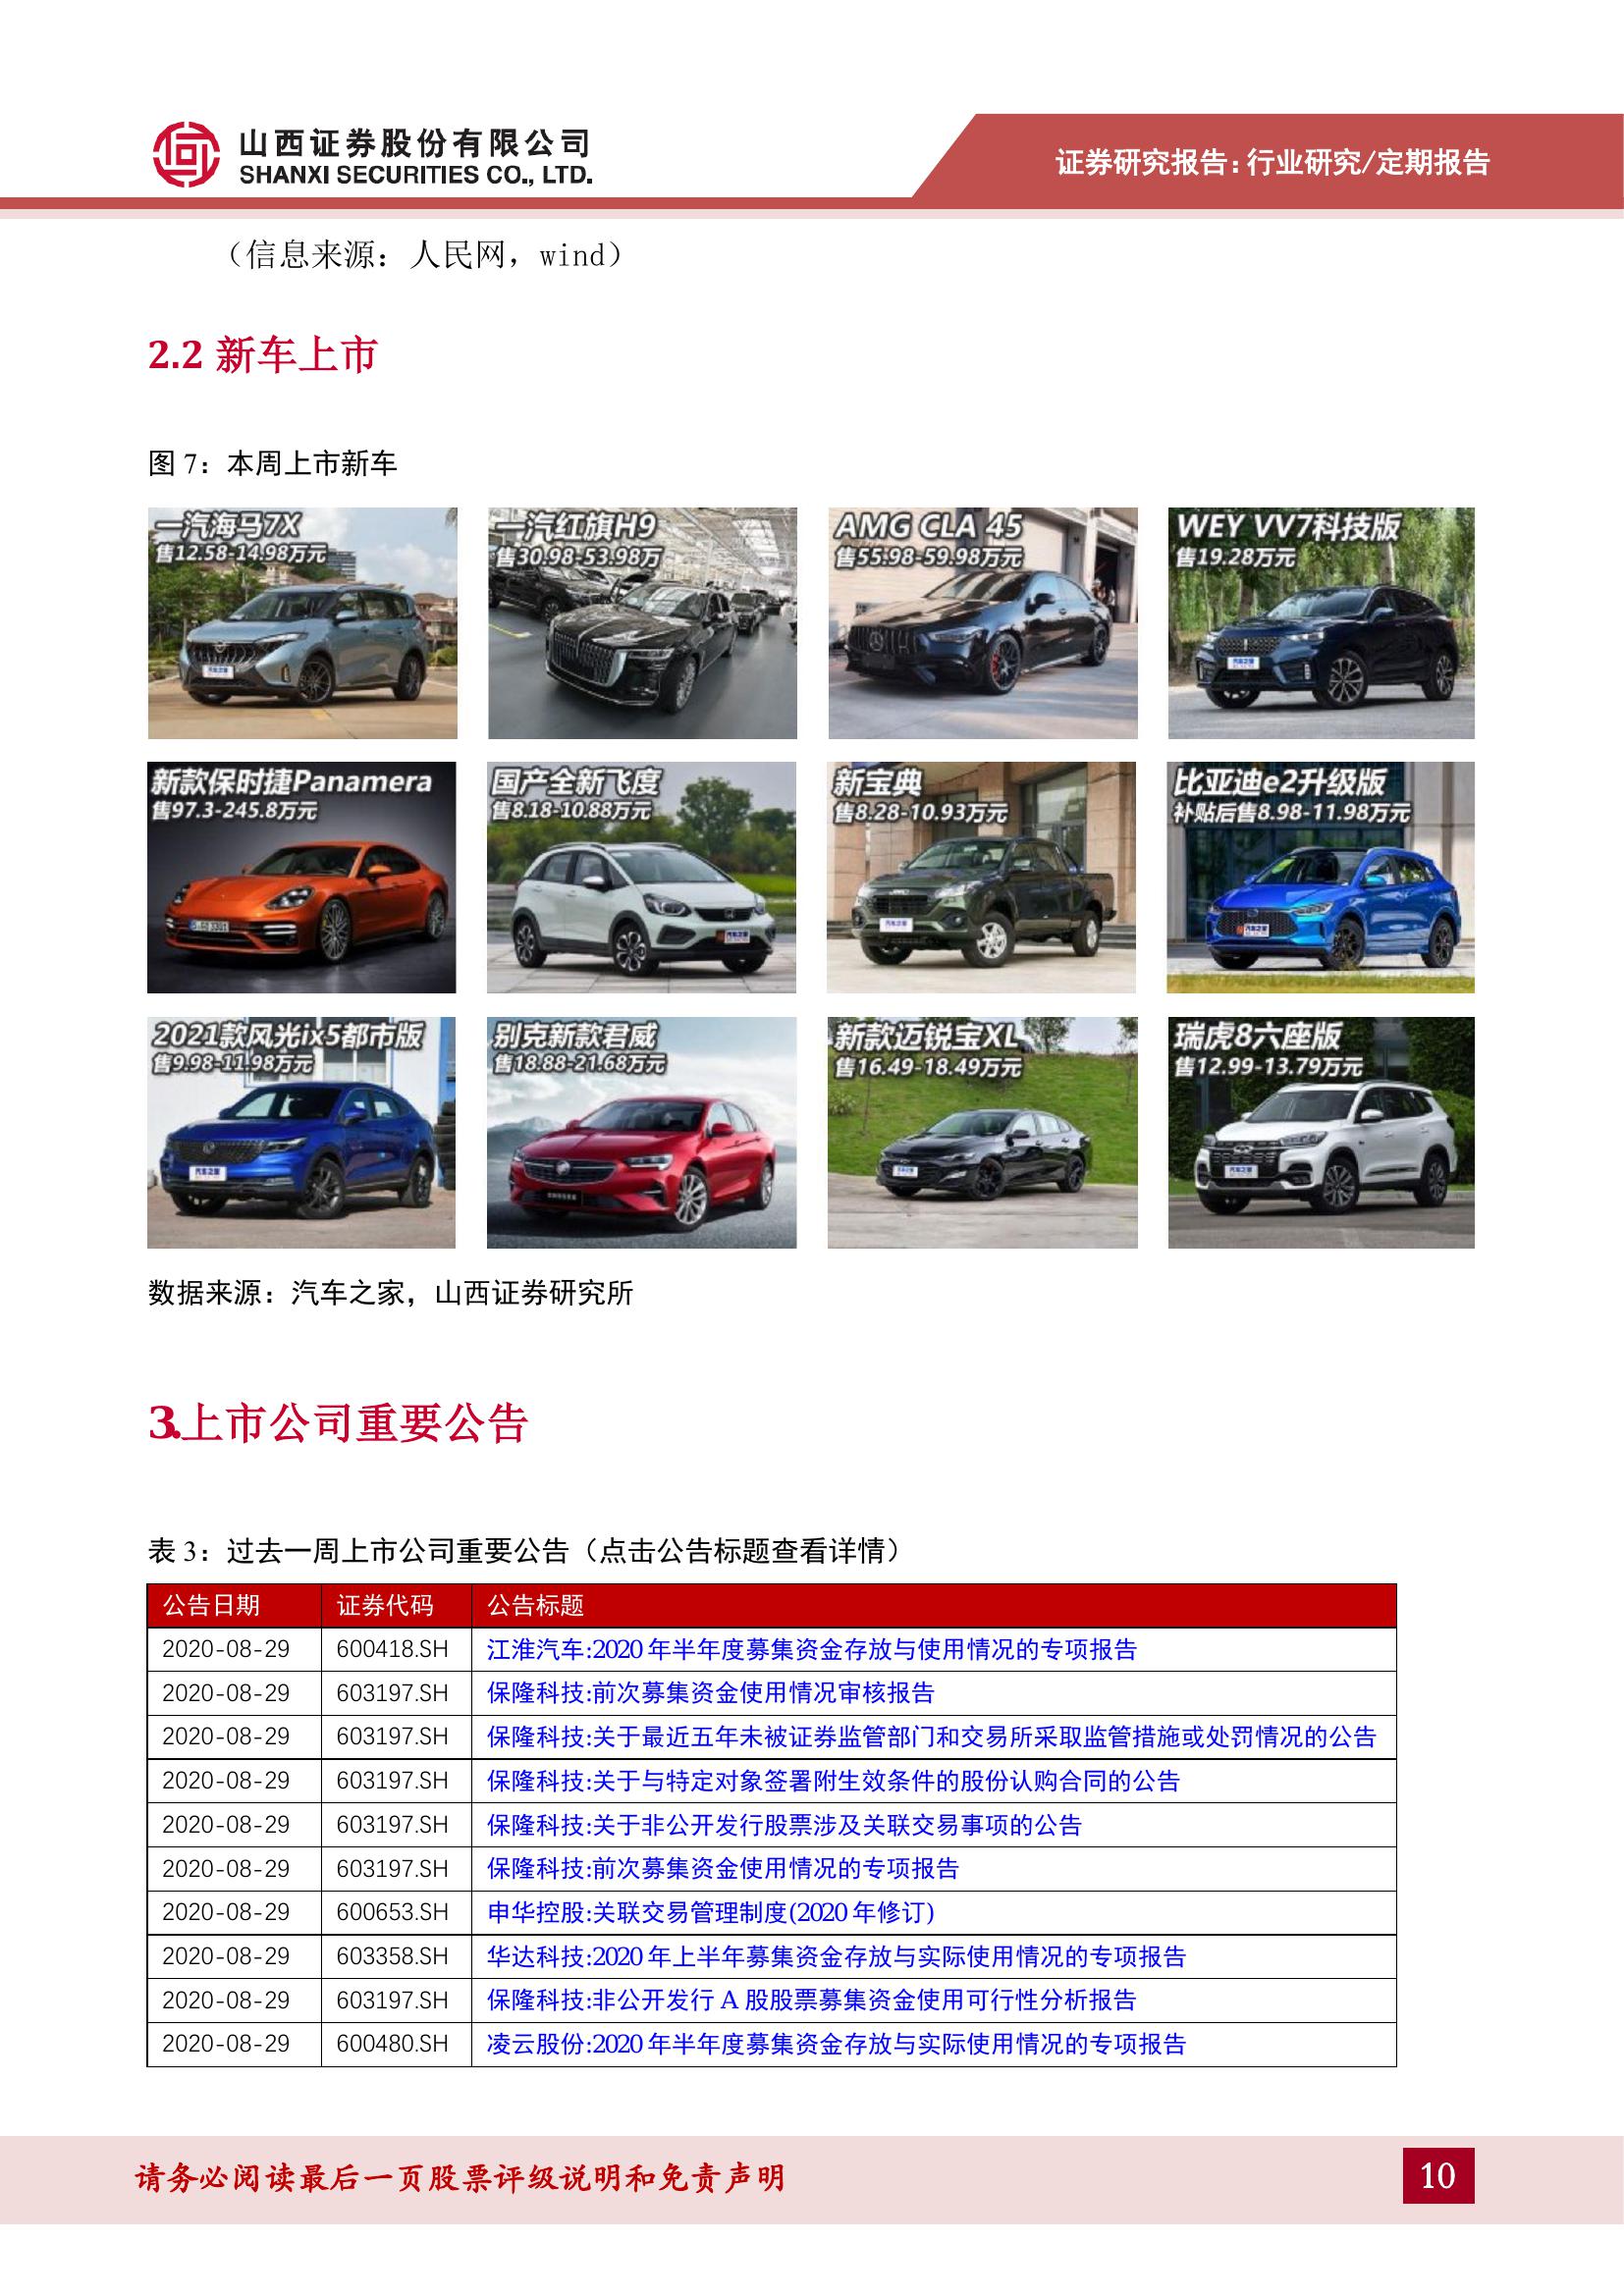 山西证券股份有限公司
SHANXI SECURITIES CO., LTD.
证券研究报告：行业研究/定期报告
（信息来源：人民网，wind）
2.2 新车上市
图 7：本周上市新车
一汽海马7X
售12.58-14.98万元
一汽红旗H9
售30.98-53.98万
AMG CLA 45
售55.98-59.98万元
WEY VV7科技版
售19.28万元
新款保时捷Panamera
售97.3-245.8万元
国产全新飞度
售8.18-10.88万元
新宝典
售8.28-10.93万元
比亚迪e2升级版
补贴后售8.98-11.98万元
2021款风光ix5都市版
售9.98-11.98万元
别克新款君威
售18.88-21.68万元
新款迈锐宝XL
售16.49-18.49万元
瑞虎8六座版
售12.99-13.79万元
数据来源：汽车之家，山西证券研究所
3.上市公司重要公告
表 3：过去一周上市公司重要公告（点击公告标题查看详情）
公告日期 证券代码 公告标题
2020-08-29 600418.SH 江淮汽车:2020 年半年度募集资金存放与使用情况的专项报告
2020-08-29 603197.SH 保隆科技:前次募集资金使用情况审核报告
2020-08-29 603197.SH 保隆科技:关于最近五年未被证券监管部门和交易所采取监管措施或处罚情况的公告
2020-08-29 603197.SH 保隆科技:关于与特定对象签署附生效条件的股份认购合同的公告
2020-08-29 603197.SH 保隆科技:关于非公开发行股票涉及关联交易事项的公告
2020-08-29 603197.SH 保隆科技:前次募集资金使用情况的专项报告
2020-08-29 600653.SH 申华控股:关联交易管理制度(2020 年修订)
2020-08-29 603358.SH 华达科技:2020 年上半年募集资金存放与实际使用情况的专项报告
2020-08-29 603197.SH 保隆科技:非公开发行 A 股股票募集资金使用可行性分析报告
2020-08-29 600480.SH 凌云股份:2020 年半年度募集资金存放与实际使用情况的专项报告
请务必阅读最后一页股票评级说明和免责声明
10